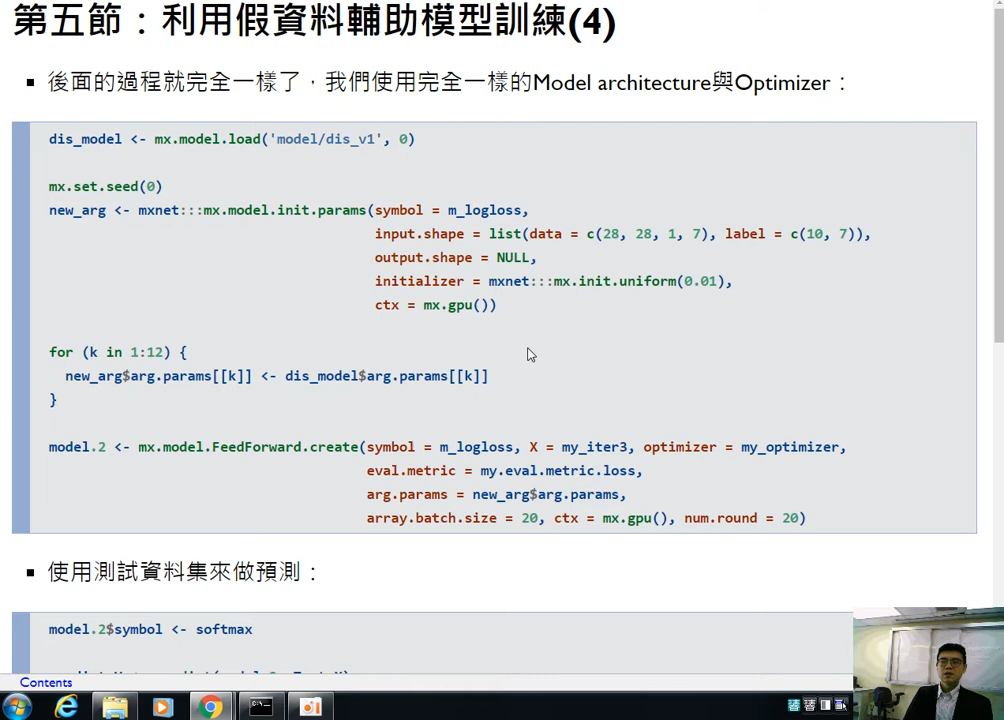 第五節：利用假資料輔助模型訓練(4)
後面的過程就完全一樣了，我們使用完全一樣的Model architecture與Optimizer：
dis_model <- mx.model.load('model/dis_v1', 0)
mx.set.seed(0)
new_arg <- mxnet:::mx.model.init.params(symbol = m_logloss,
input.shape = list(data = c(28, 28, 1, 7), label = c(10, 7)),
output.shape = NULL,
initializer = mxnet:::mx.init.uniform(0.01),
ctx = mx.gpu())
for (k in 1:12) {
new_arg$arg.params[[k]] <- dis_model$arg.params[[k]]
}
model.2 <- mx.model.FeedForward.create(symbol = m_logloss, X = my_iter3, optimizer = my_optimizer,
eval.metric = my.eval.metric.loss,
arg.params = new_arg$arg.params,
array.batch.size = 20, ctx = mx.gpu(), num.round = 20)
使用測試資料集來做預測：
model.2$symbol <- softmax
Contents